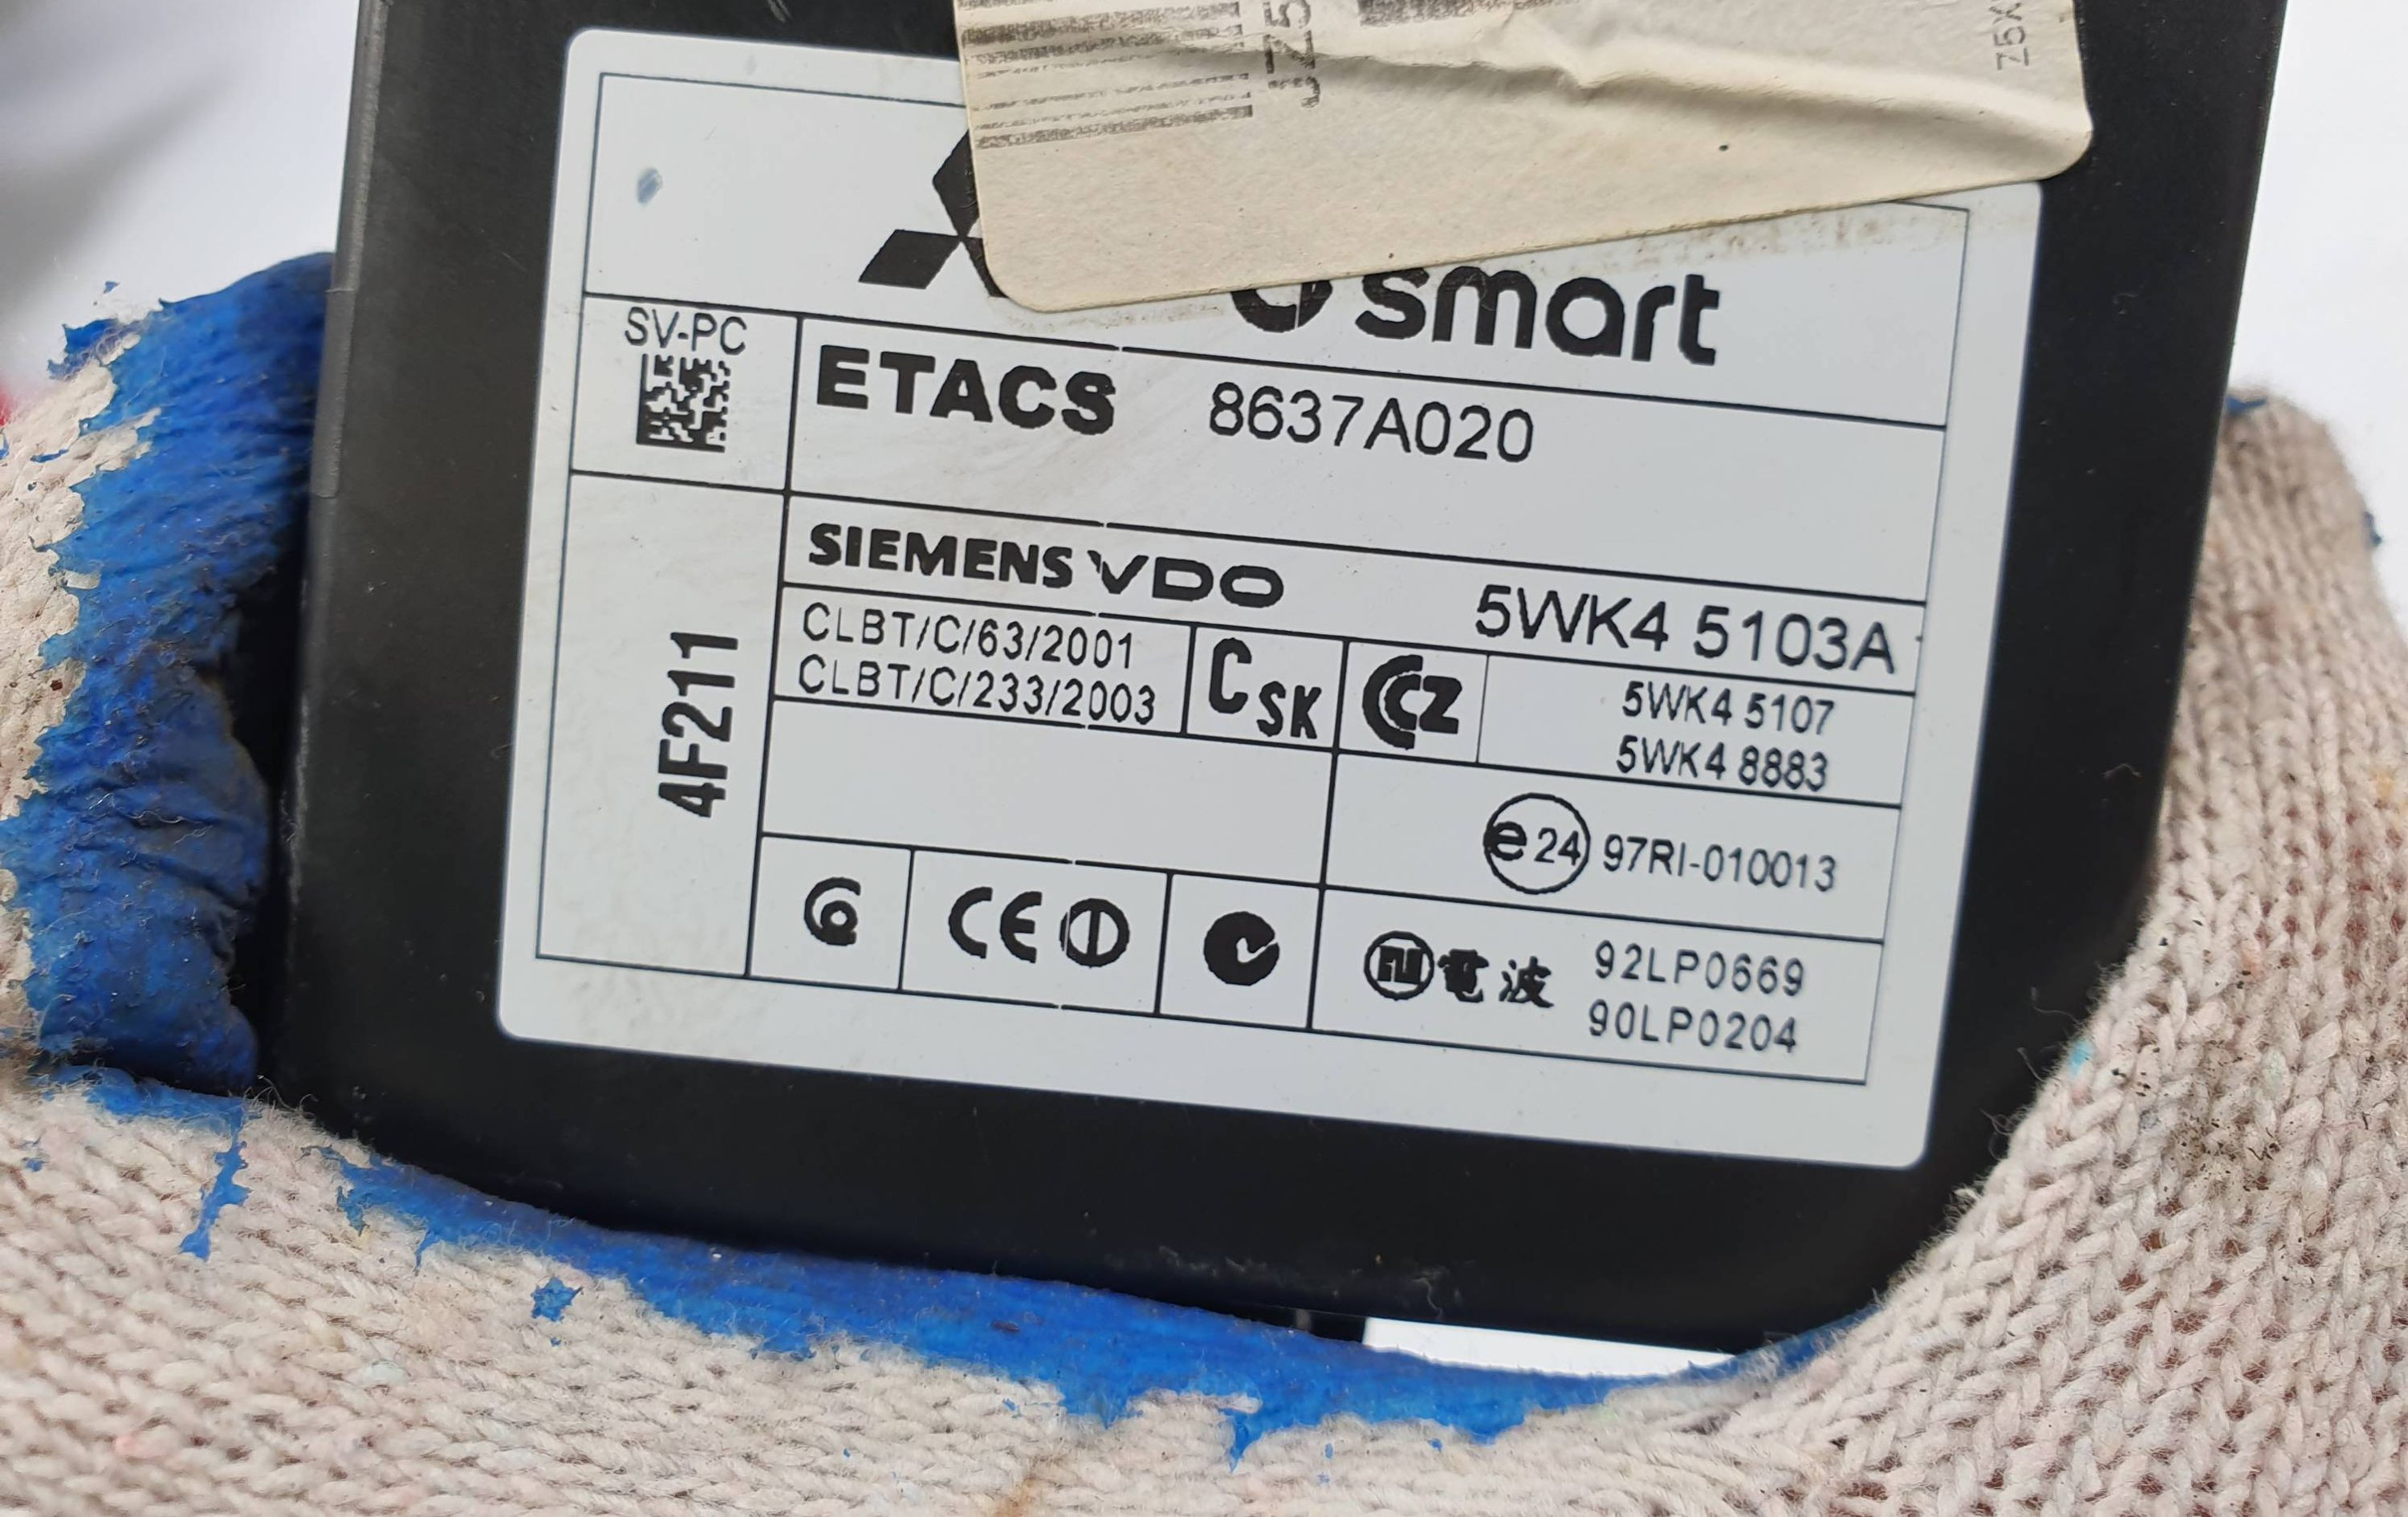 smart
SV-PC
ETACS 8637A020
SIEMENS VDO 5WK4 5103A
CLBT/C/63/2001
CLBT/C/233/2003
CSK
CCZ
5WK4 5107
5WK4 8883
4F211
e24 97RI-010013
CE
電波
92LP0669
90LP0204